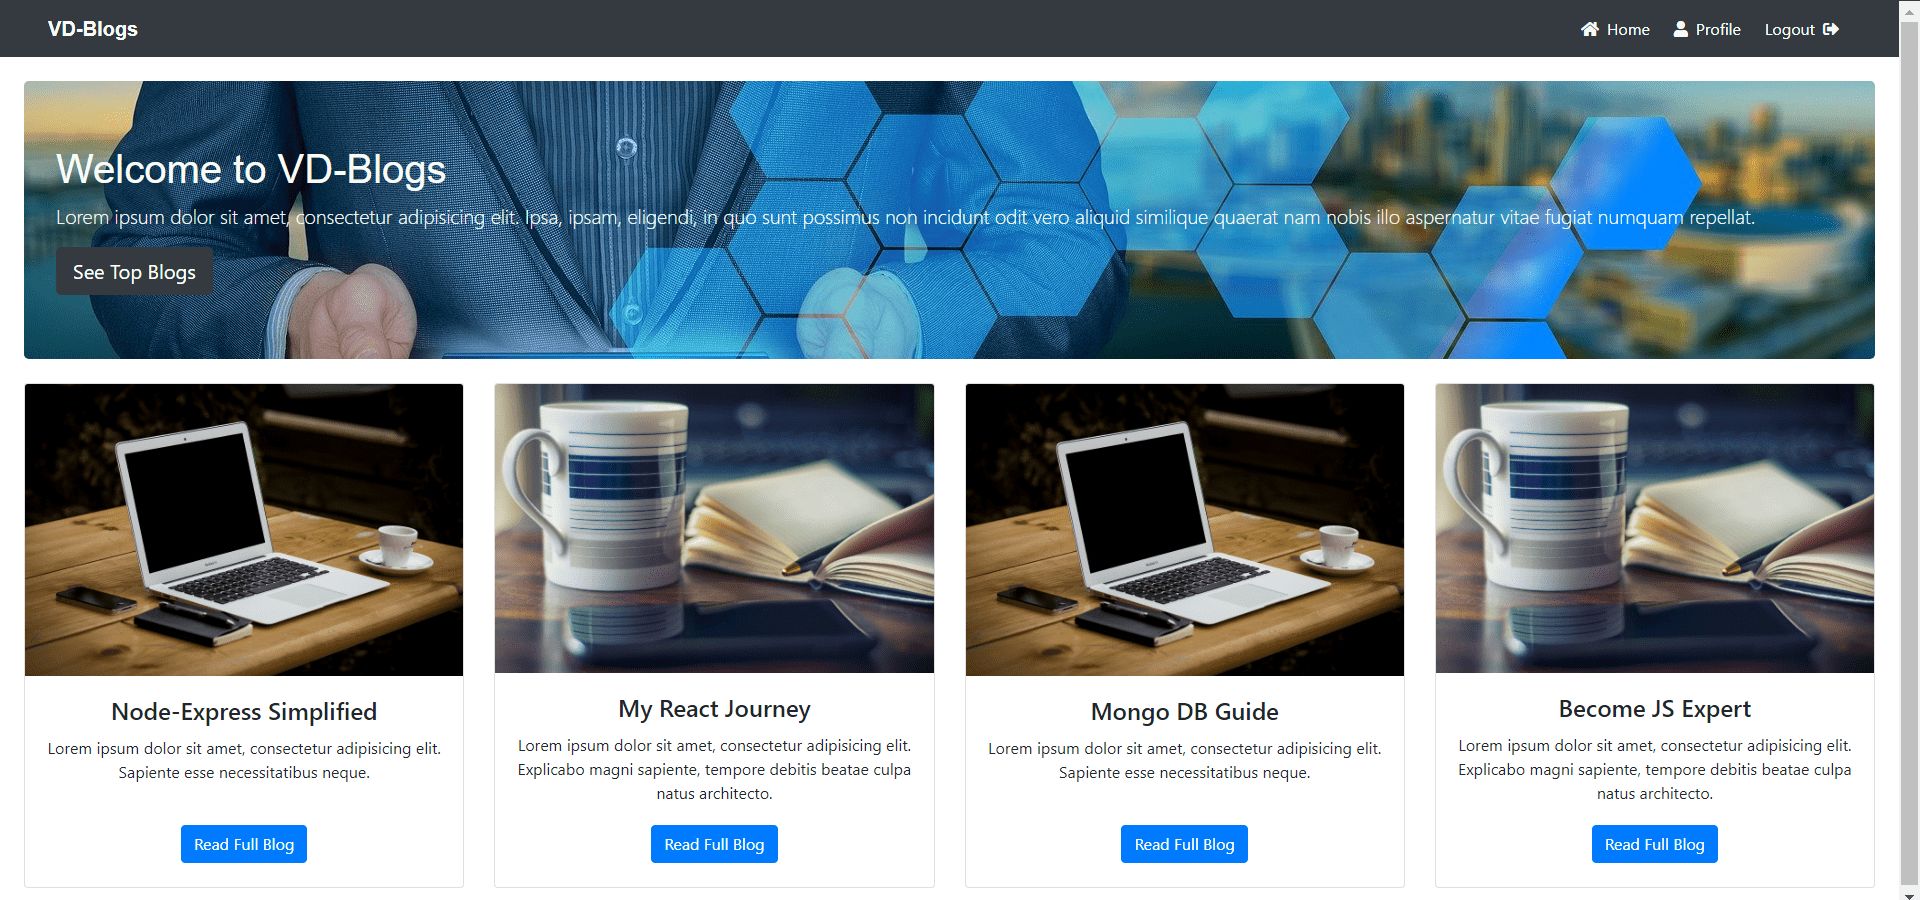 VD-Blogs
Home
Profile
Logout
Welcome to VD-Blogs
Lorem ipsum dolor sit amet, consectetur adipisicing elit. Ipsa, ipsam, eligendi, in quo sunt possimus non incidunt odit vero aliquid similique quaerat nam nobis illo aspernatur vitae fugiat numquam repellat.
See Top Blogs
Node-Express Simplified
Lorem ipsum dolor sit amet, consectetur adipisicing elit.
Sapiente esse necessitatibus neque.
Read Full Blog
My React Journey
Lorem ipsum dolor sit amet, consectetur adipisicing elit.
Explicabo magni sapiente, tempore debitis beatae culpa
natus architecto.
Read Full Blog
Mongo DB Guide
Lorem ipsum dolor sit amet, consectetur adipisicing elit.
Sapiente esse necessitatibus neque.
Read Full Blog
Become JS Expert
Lorem ipsum dolor sit amet, consectetur adipisicing elit.
Explicabo magni sapiente, tempore debitis beatae culpa
natus architecto.
Read Full Blog